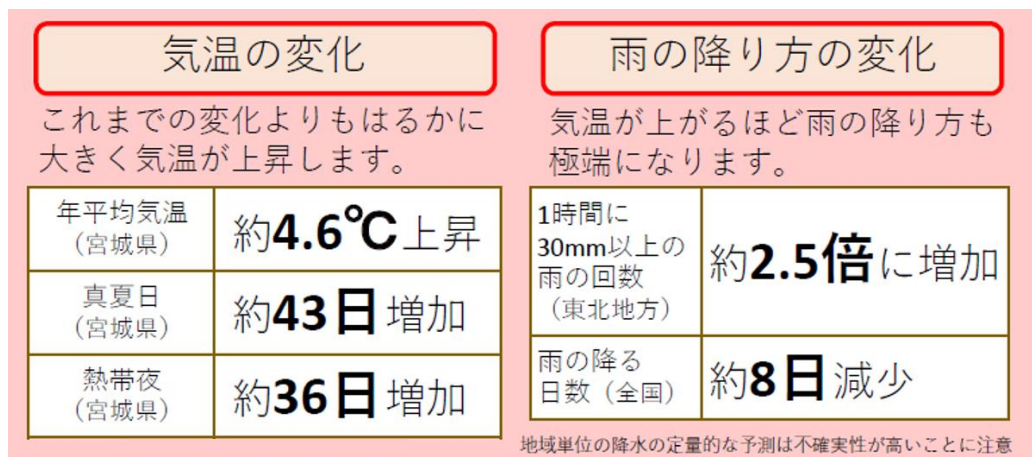 気温の変化
これまでの変化よりもはるかに
大きく気温が上昇します。
年平均気温
（宮城県）
約4.6℃上昇
真夏日
（宮城県）
約43日増加
熱帯夜
（宮城県）
約36日増加
雨の降り方の変化
気温が上がるほど雨の降り方も
極端になります。
1時間に
30mm以上の
雨の回数
（東北地方）
約2.5倍に増加
雨の降る
日数（全国）
約8日減少
地域単位の降水の定量的な予測は不確実性が高いことに注意